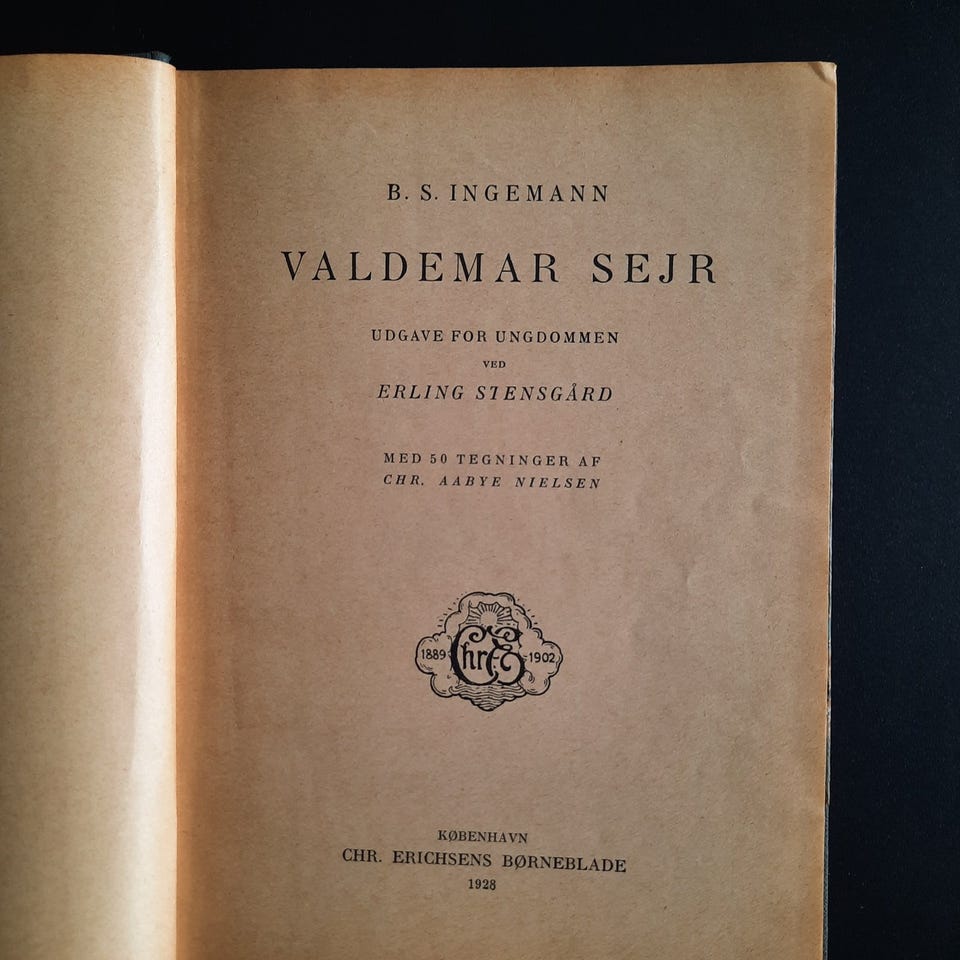 B. S. INGEMANN
VALDEMAR SEJR
UDGAVE FOR UNGDOMMEN
VED
ERLING STENSGÅRD
MED 50 TEGNINGER AF
CHR. AABYE NIELSEN
1889 Chr. E 1902
KØBENHAVN
CHR. ERICHSENS BØRNEBLADE
1928